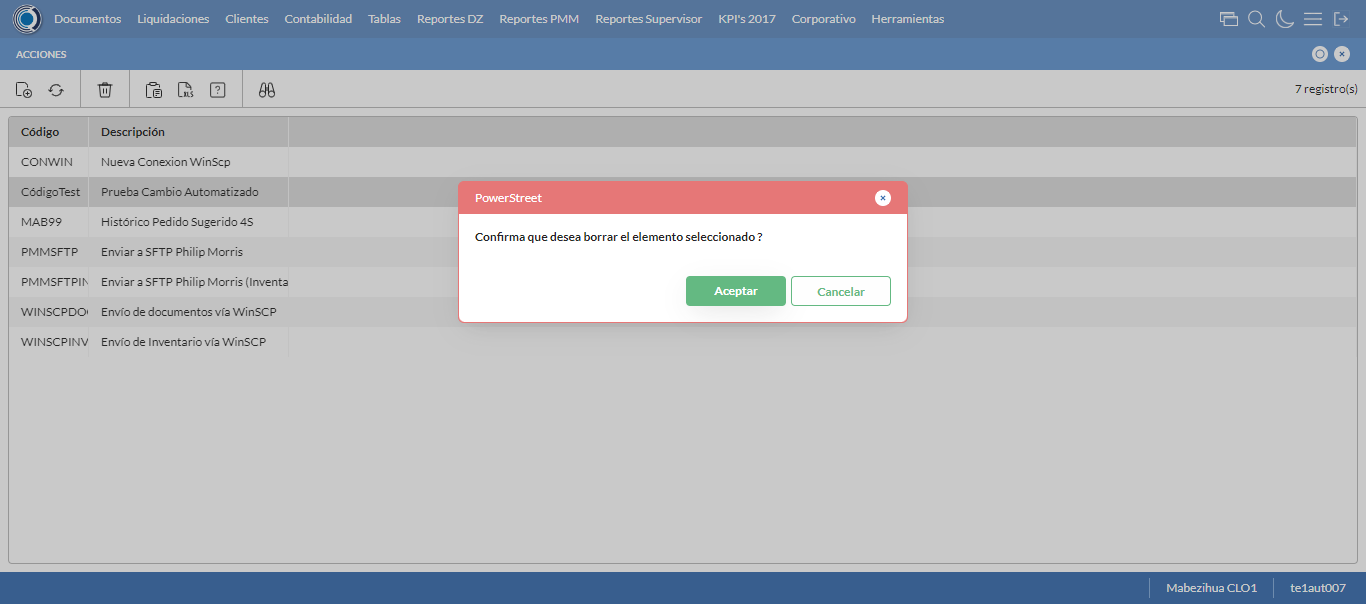 Documentos Liquidaciones Clientes Contabilidad Tablas Reportes DZ Reportes PMM Reportes Supervisor KPI's 2017 Corporativo Herramientas
ACCIONES
XLS ? 7 registro(s)
Código Descripción
CONWIN Nueva Conexion WinScp
CódigoTest Prueba Cambio Automatizado
MAB99 Histórico Pedido Sugerido 4S
PMMSFTP Enviar a SFTP Philip Morris
PMMSFTPIN Enviar a SFTP Philip Morris (Inventa
WINSCPDO Envío de documentos vía WinSCP
WINSCPINV Envío de Inventario vía WinSCP
PowerStreet
Confirma que desea borrar el elemento seleccionado ?
Aceptar Cancelar
Mabezihua CLO1 te1aut007